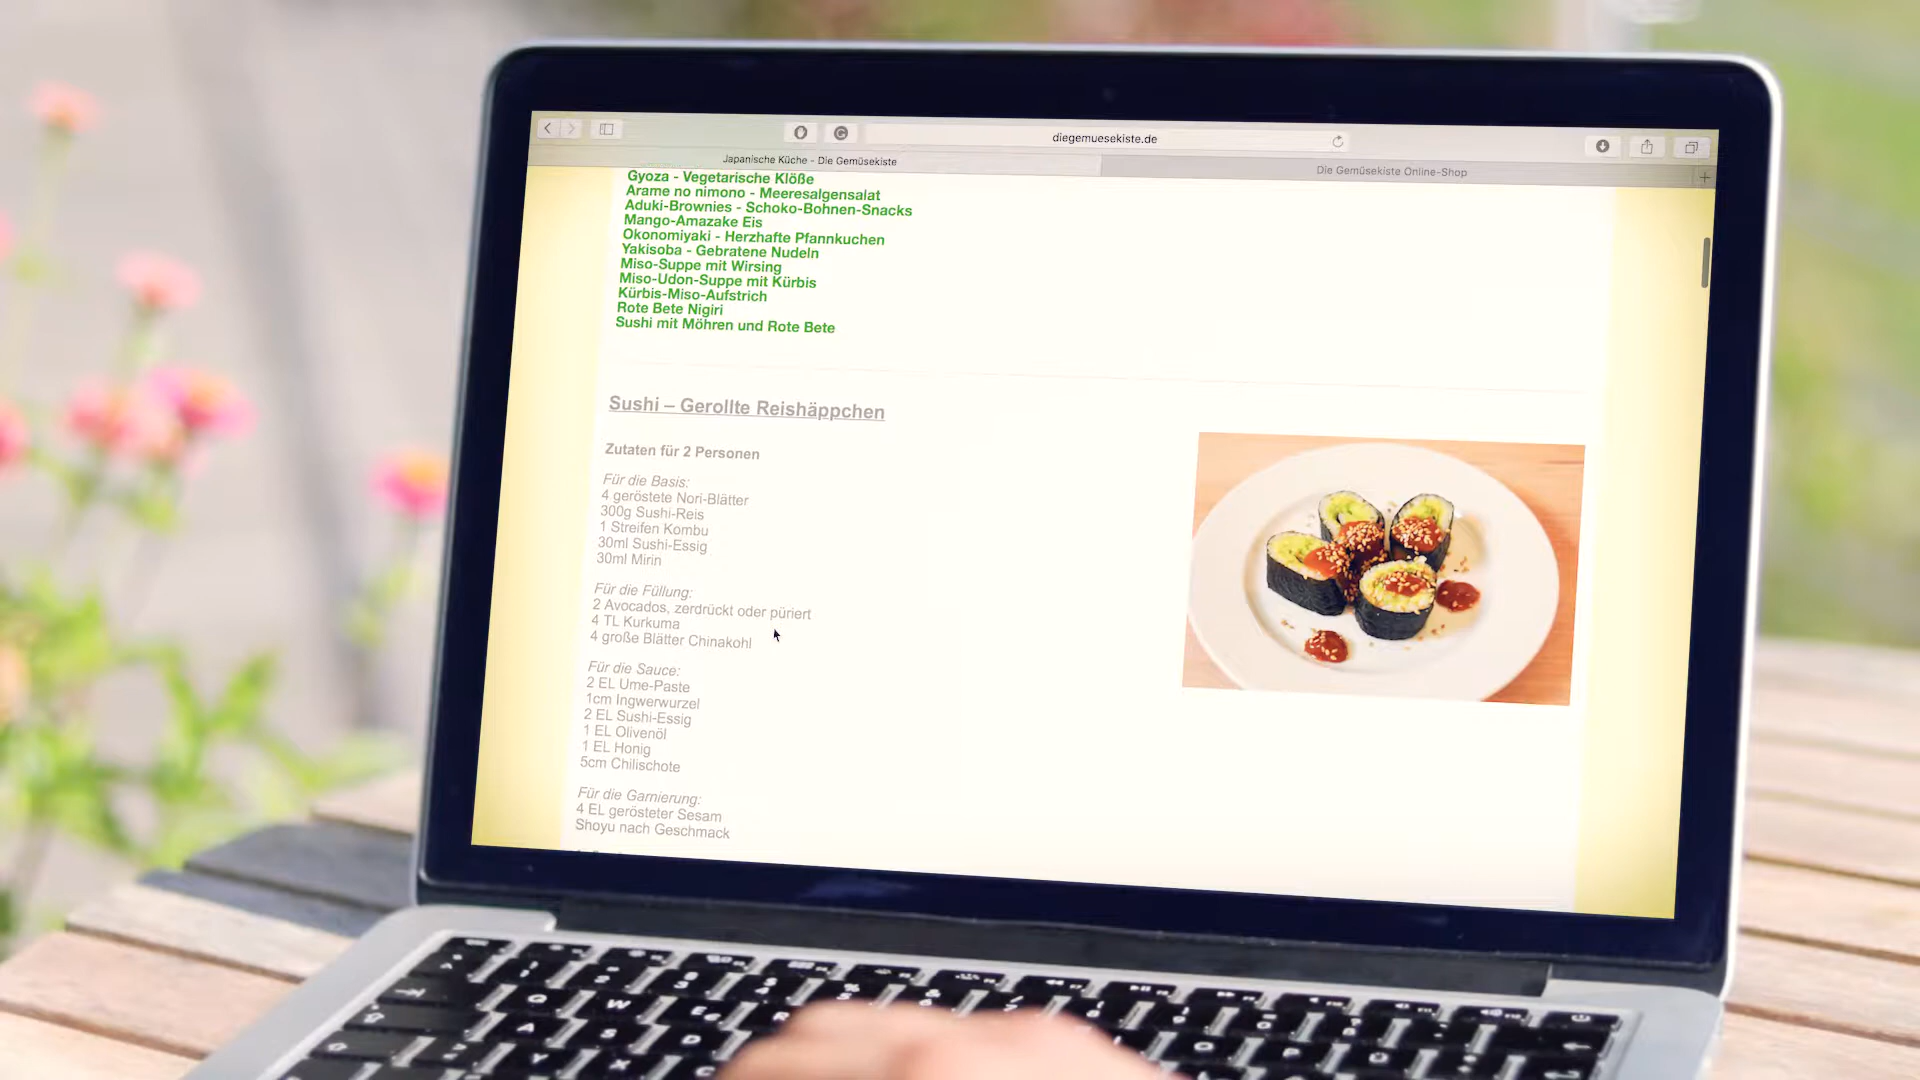 diegemuesekiste.de
Japanische Küche - Die Gemüsekiste
Die Gemüsekiste Online-Shop
Gyoza - Vegetarische Klöße
Arame no nimono - Meeresalgensalat
Aduki-Brownies - Schoko-Bohnen-Snacks
Mango-Amazake Eis
Okonomiyaki - Herzhafte Pfannkuchen
Yakisoba - Gebratene Nudeln
Miso-Suppe mit Wirsing
Miso-Udon-Suppe mit Kürbis
Kürbis-Miso-Aufstrich
Rote Bete Nigiri
Sushi mit Möhren und Rote Bete
Sushi – Gerollte Reishäppchen
Zutaten für 2 Personen
Für die Basis:
4 geröstete Nori-Blätter
300g Sushi-Reis
1 Streifen Kombu
30ml Sushi-Essig
30ml Mirin
Für die Füllung:
2 Avocados, zerdrückt oder püriert
4 TL Kurkuma
4 große Blätter Chinakohl
Für die Sauce:
2 EL Ume-Paste
1cm Ingwerwurzel
2 EL Sushi-Essig
1 EL Olivenöl
1 EL Honig
5cm Chilischote
Für die Garnierung:
4 EL gerösteter Sesam
Shoyu nach Geschmack
Q W E R
A S D
Y X C
O P Ü